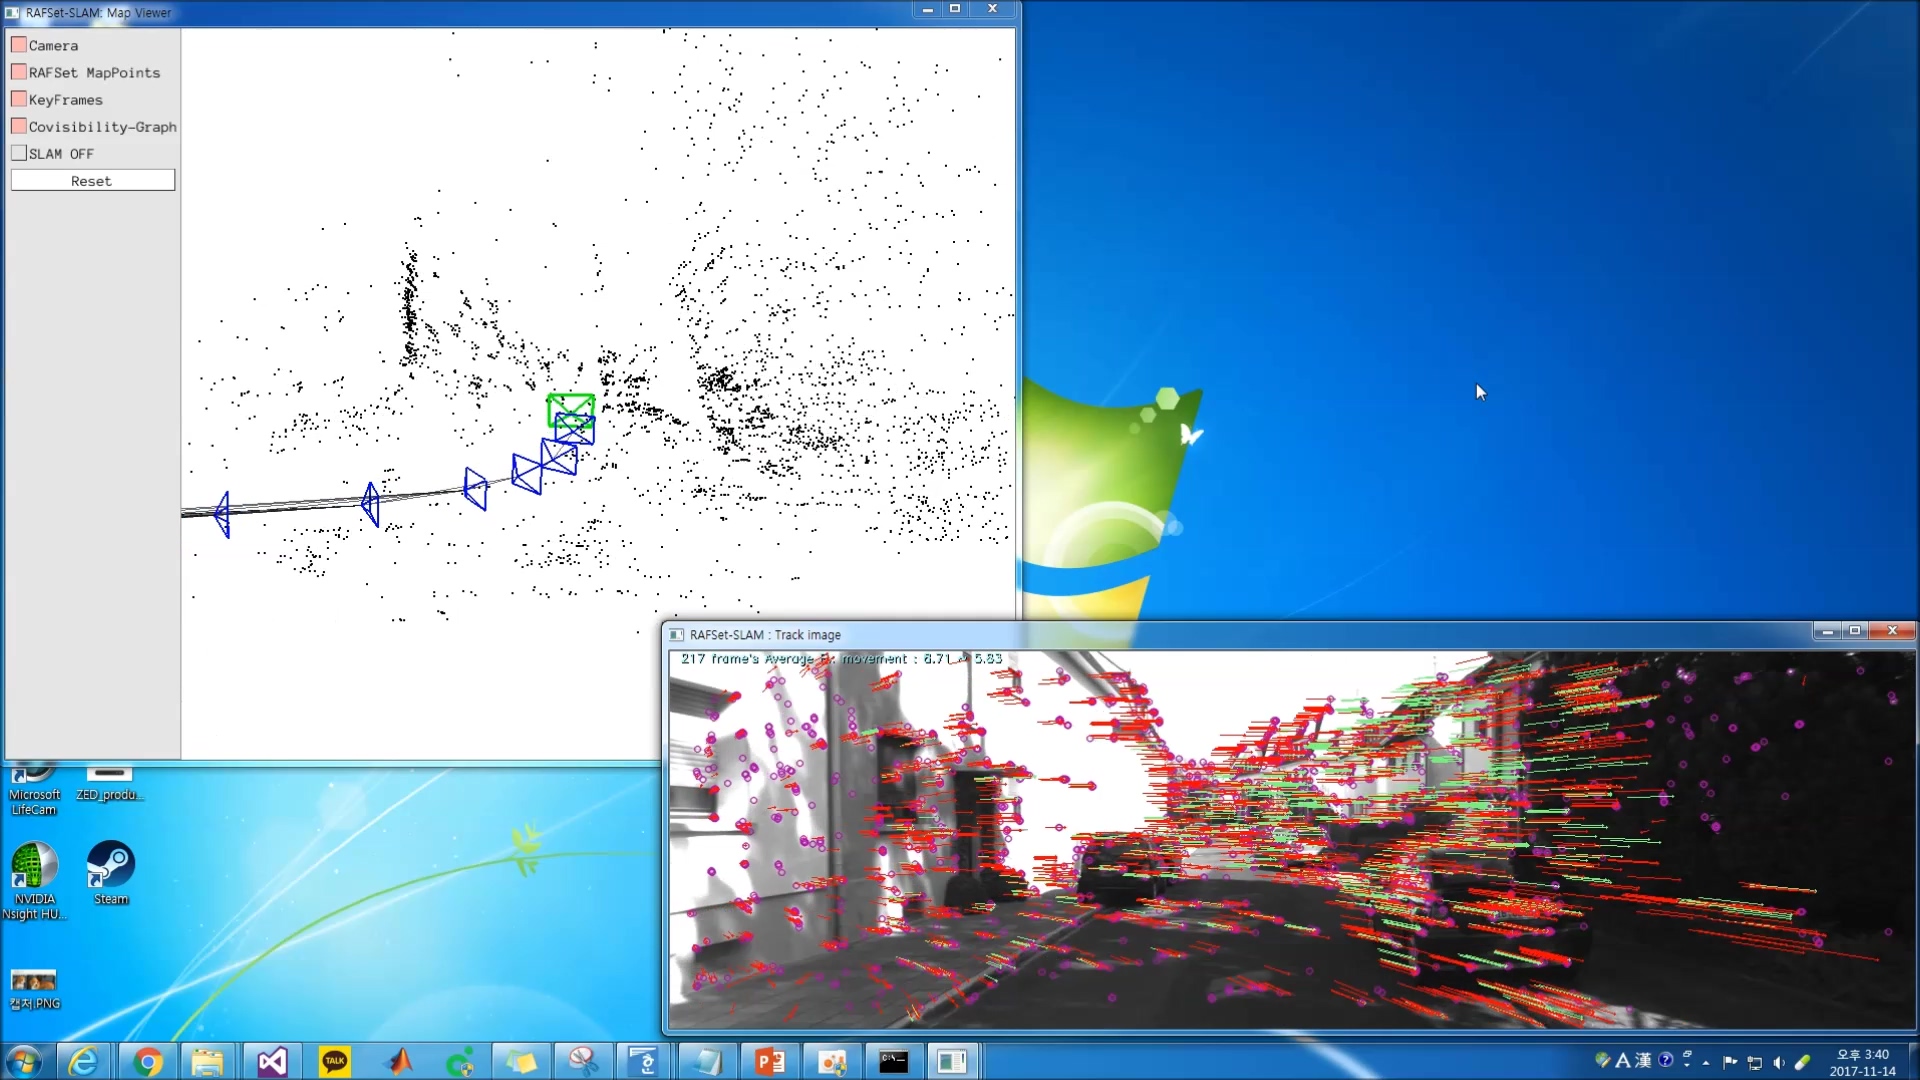 RAFSet-SLAM: Map Viewer
Camera
RAFSet MapPoints
KeyFrames
Covisibility-Graph
SLAM OFF
Reset
RAFSet-SLAM : Track image
217 frame's Average movement : 6.71 5.83
Microsoft LifeCam
ZED_produ...
NVIDIA Nsight HU...
Steam
캡처.PNG
TALK
C:\
A 漢
오후 3:40
2017-11-14